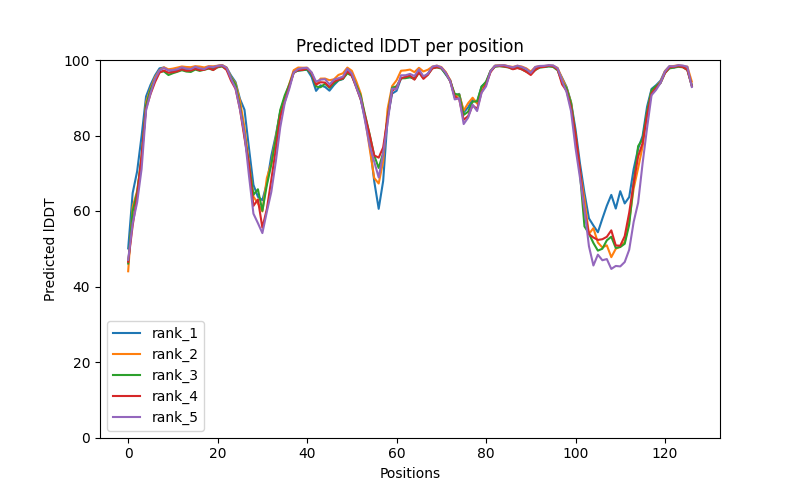 Predicted lDDT per position
Predicted lDDT
100
80
60
40
20
0
rank_1
rank_2
rank_3
rank_4
rank_5
0 20 40 60 80 100 120
Positions